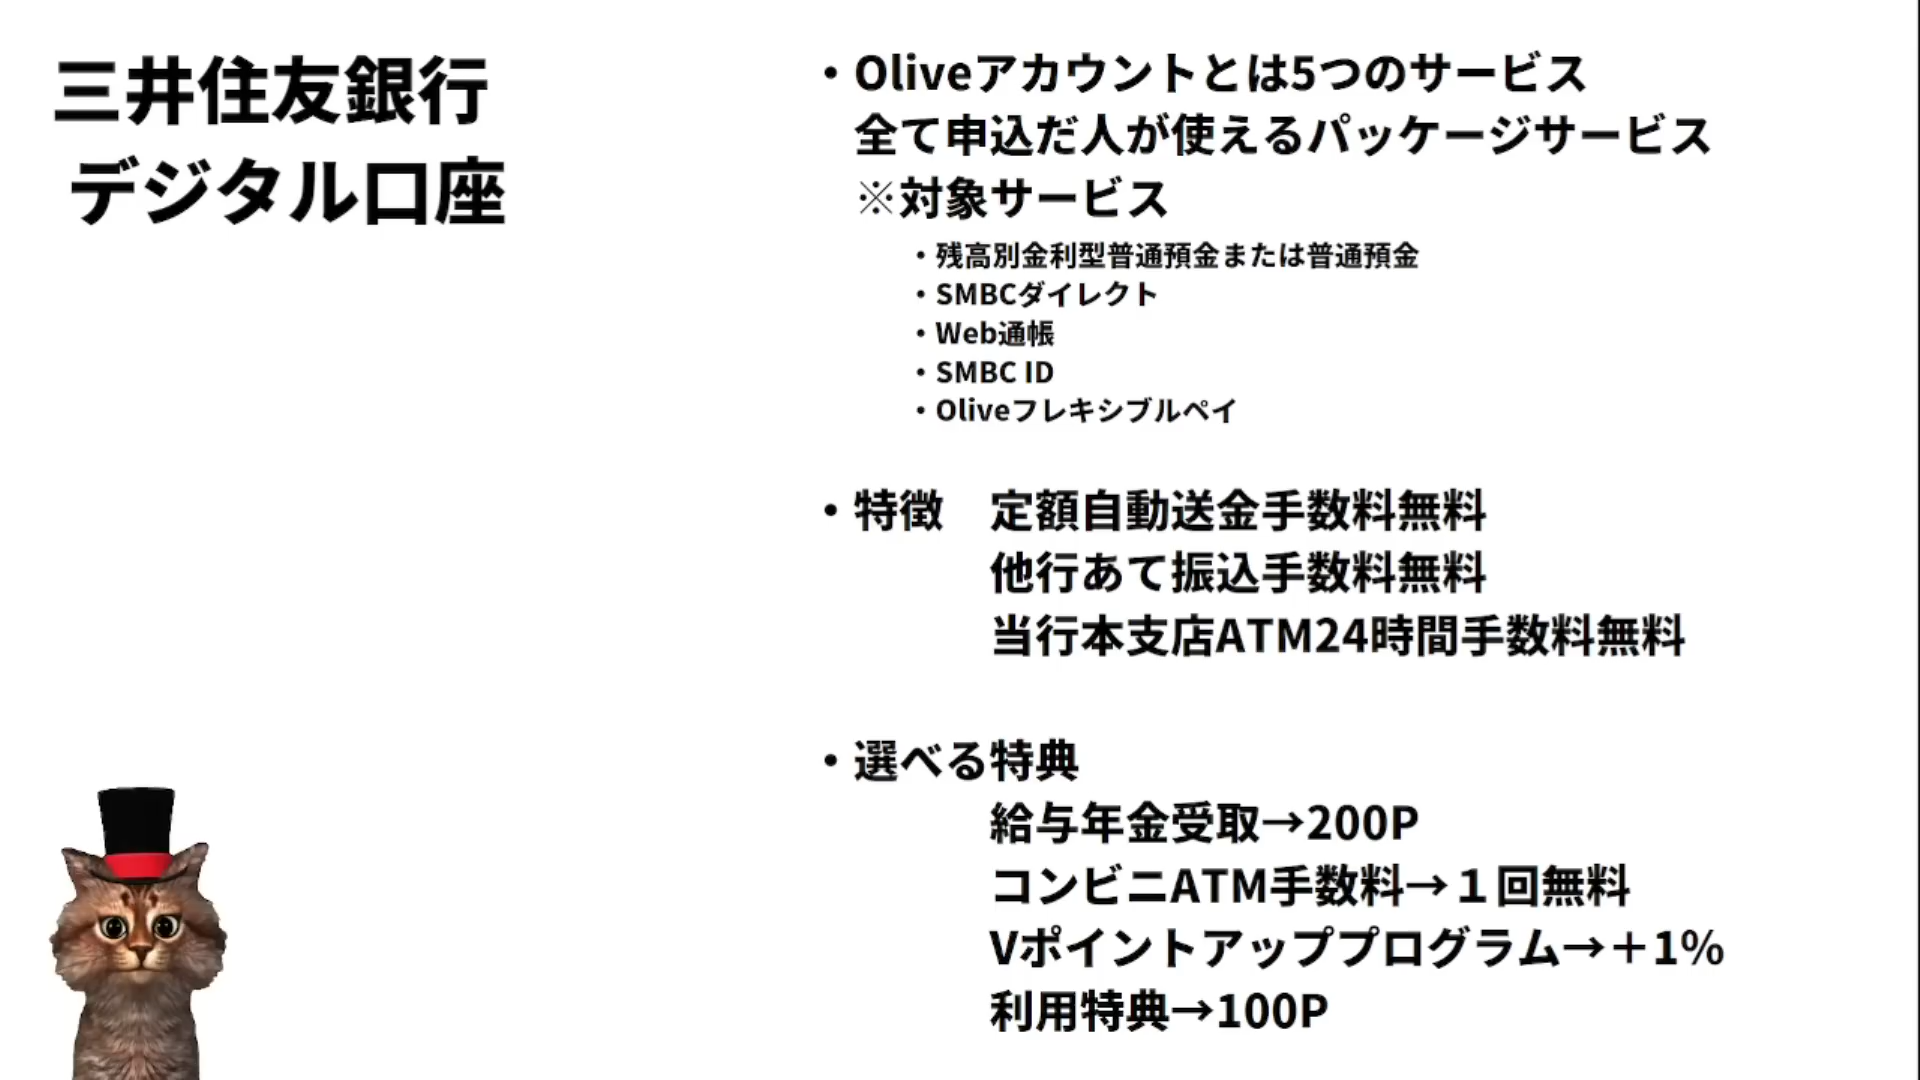 三井住友銀行
デジタル口座
・Oliveアカウントとは5つのサービス
全て申込だ人が使えるパッケージサービス
※対象サービス
・残高別金利型普通預金または普通預金
・SMBCダイレクト
・Web通帳
・SMBC ID
・Oliveフレキシブルペイ
・特徴　定額自動送金手数料無料
他行あて振込手数料無料
当行本支店ATM24時間手数料無料
・選べる特典
給与年金受取→200P
コンビニATM手数料→１回無料
Vポイントアッププログラム→＋1%
利用特典→100P